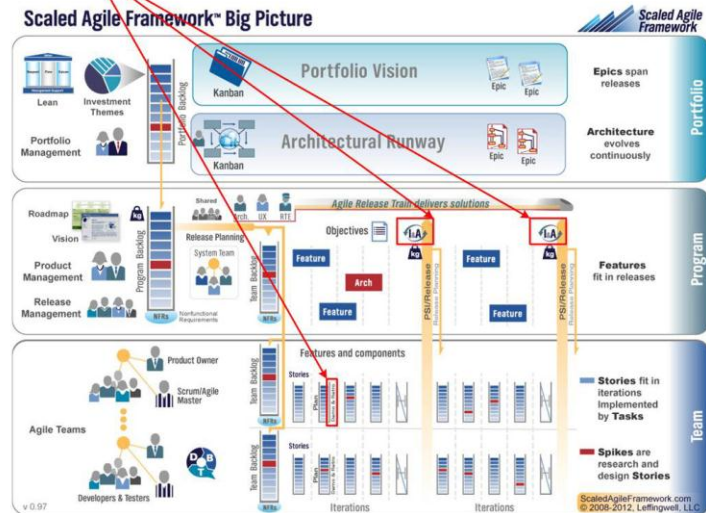 Scaled Agile Framework™ Big Picture
Scaled Agile
Framework
Lean
Investment
Themes
Portfolio
Management
Portfolio Backlog
Kanban
Portfolio Vision
Epic
Epic
Epics span
releases
Kanban
Architectural Runway
Epic
Epic
Architecture
evolves
continuously
Portfolio
Roadmap
Vision
Product
Management
Release
Management
kg
Program Backlog
NFRs
Nonfunctional
Requirements
Shared
Arch.
UX
RTE
Release Planning
System Team
Agile Release Train delivers solutions
Objectives
Team Backlog
Feature
Arch
Feature
I&A
kg
PSI/Release
Release Planning
Feature
Feature
I&A
kg
PSI/Release
Release Planning
Features
fit in releases
Program
Product Owner
Scrum/Agile
Master
Agile Teams
Developers & Testers
D
B
T
Features and components
Team Backlog
NFRs
Stories
Plan
Team Backlog
NFRs
Stories
Plan
Iterations
Iterations
Stories fit in
iterations
Implemented
by Tasks
Spikes are
research and
design Stories
Team
v 0.97
ScaledAgileFramework.com
© 2008-2012, Leffingwell, LLC